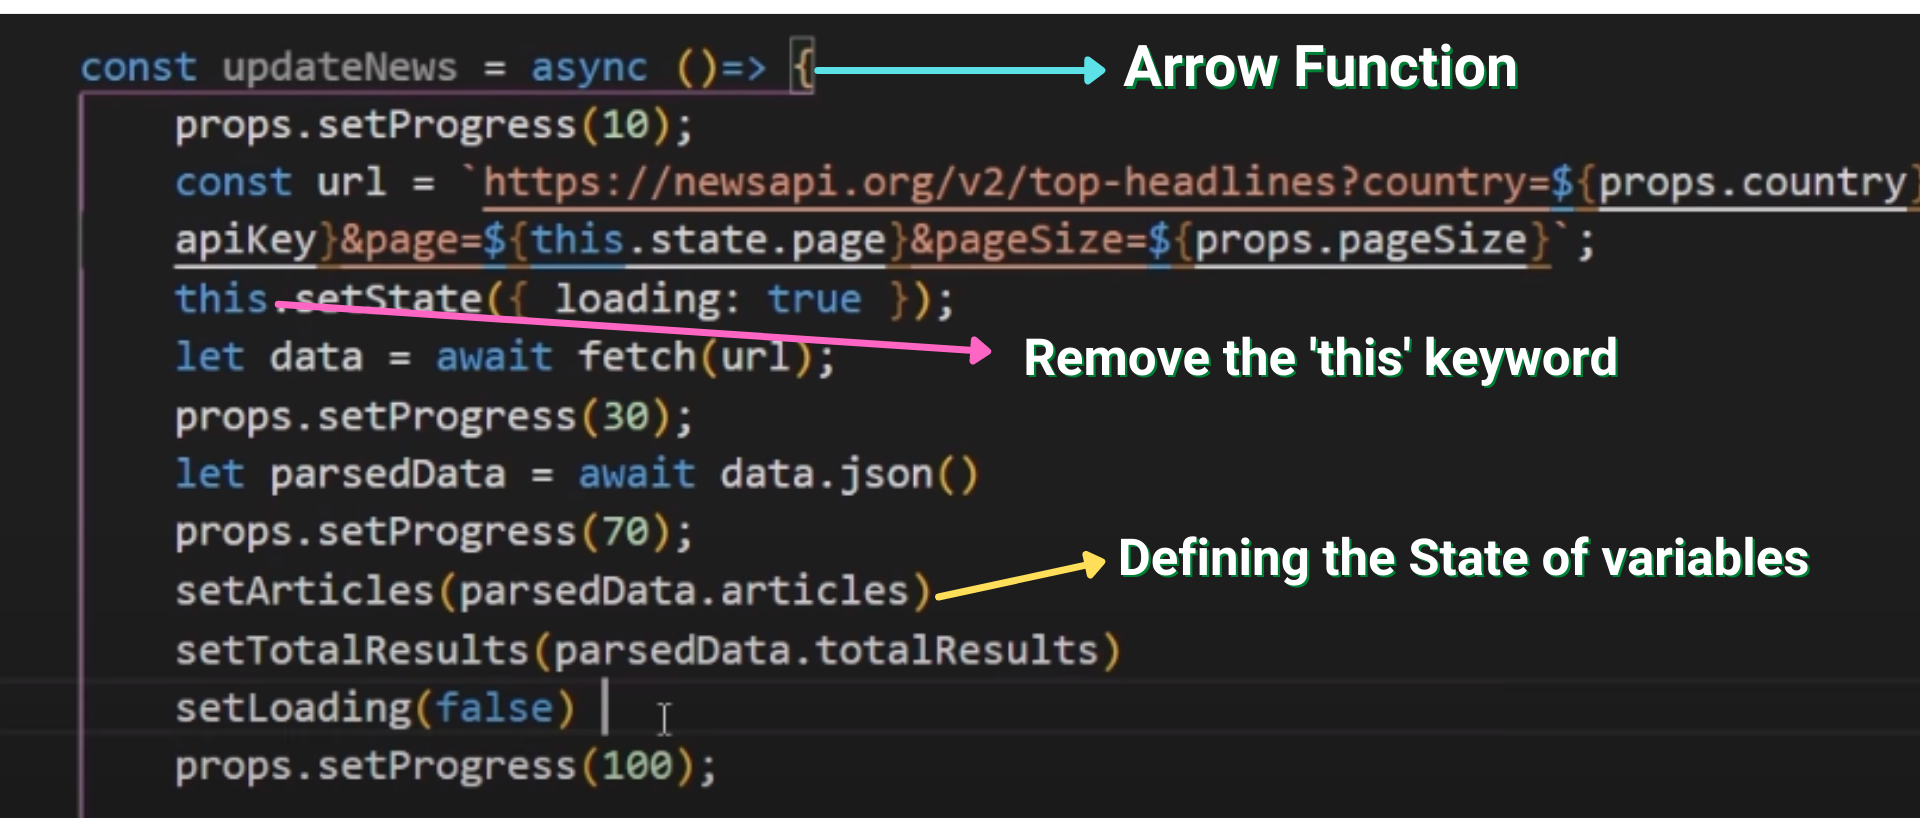 const updateNews = async ()=> {
Arrow Function
props.setProgress(10);
const url = `https://newsapi.org/v2/top-headlines?country=${props.country}
apiKey}&page=${this.state.page}&pageSize=${props.pageSize}`;
this.setState({ loading: true });
let data = await fetch(url);
Remove the 'this' keyword
props.setProgress(30);
let parsedData = await data.json()
props.setProgress(70);
Defining the State of variables
setArticles(parsedData.articles)
setTotalResults(parsedData.totalResults)
setLoading(false)
props.setProgress(100);